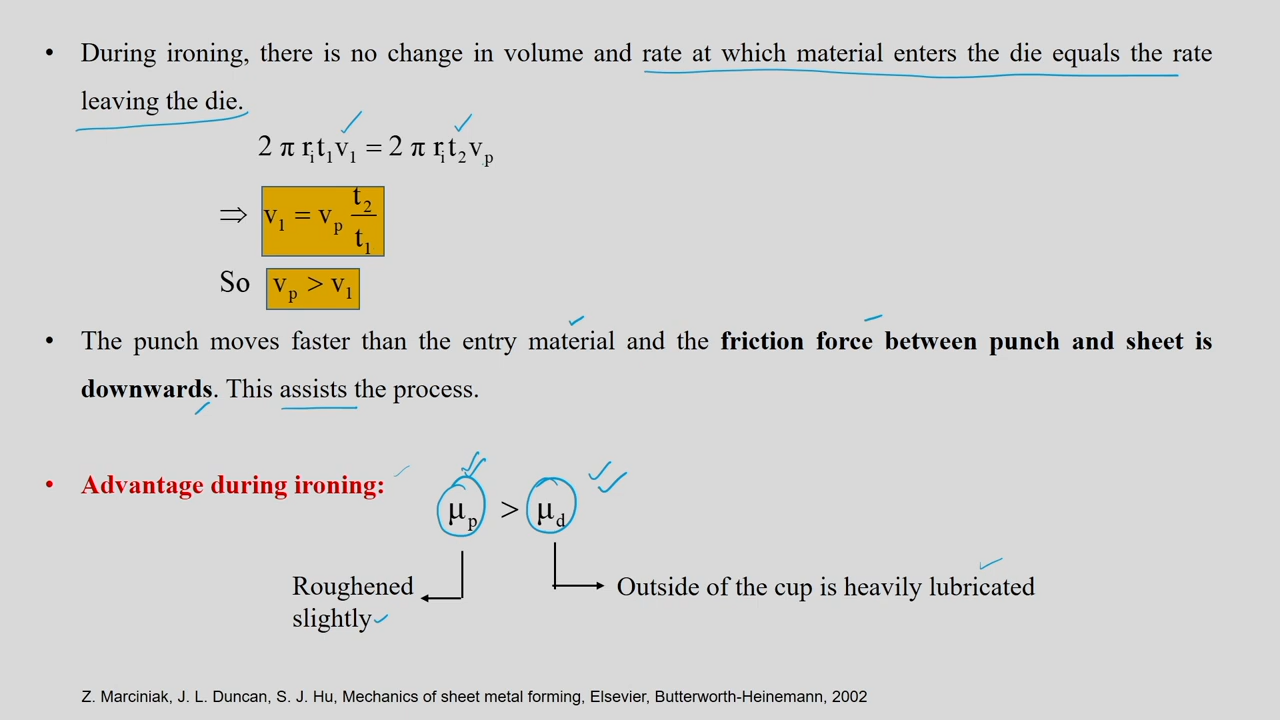 • During ironing, there is no change in volume and rate at which material enters the die equals the rate
leaving the die.
2 π rᵢt₁v₁ = 2 π rᵢt₂vₚ
⇒ v₁ = vₚ t₂/t₁
So vₚ > v₁
• The punch moves faster than the entry material and the friction force between punch and sheet is
downwards. This assists the process.
• Advantage during ironing:
μₚ > μd
Roughened
slightly
Outside of the cup is heavily lubricated
Z. Marciniak, J. L. Duncan, S. J. Hu, Mechanics of sheet metal forming, Elsevier, Butterworth-Heinemann, 2002